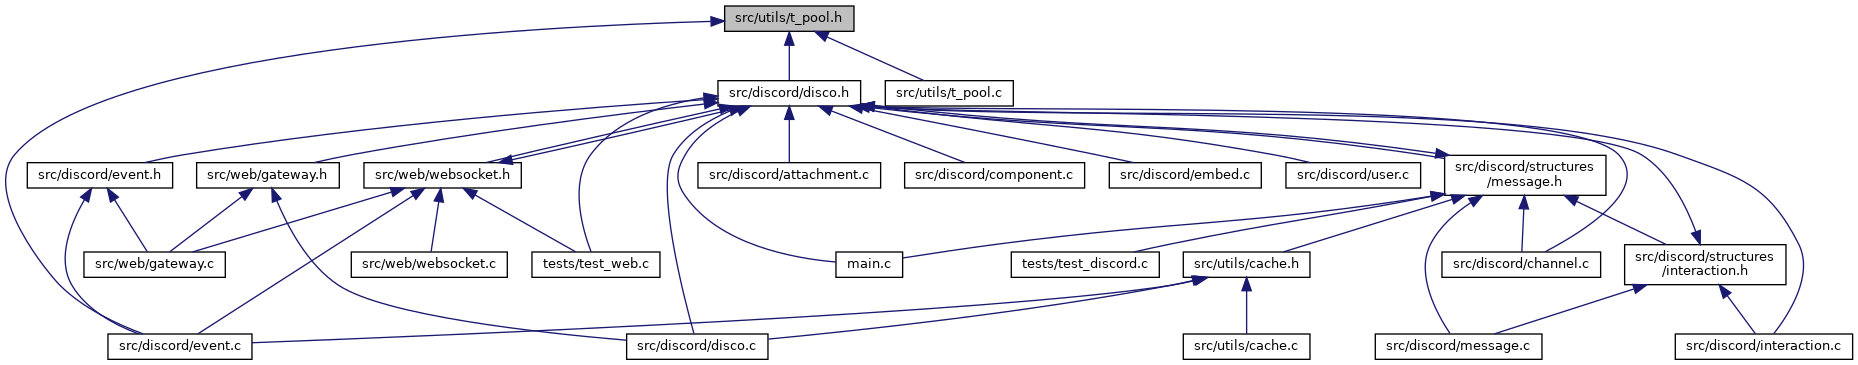 src/utils/t_pool.h
src/discord/disco.h
src/utils/t_pool.c
src/discord/event.h
src/web/gateway.h
src/web/websocket.h
src/discord/attachment.c
src/discord/component.c
src/discord/embed.c
src/discord/user.c
src/discord/structures
/message.h
src/web/gateway.c
src/web/websocket.c
tests/test_web.c
main.c
tests/test_discord.c
src/utils/cache.h
src/discord/channel.c
src/discord/structures
/interaction.h
src/discord/event.c
src/discord/disco.c
src/utils/cache.c
src/discord/message.c
src/discord/interaction.c